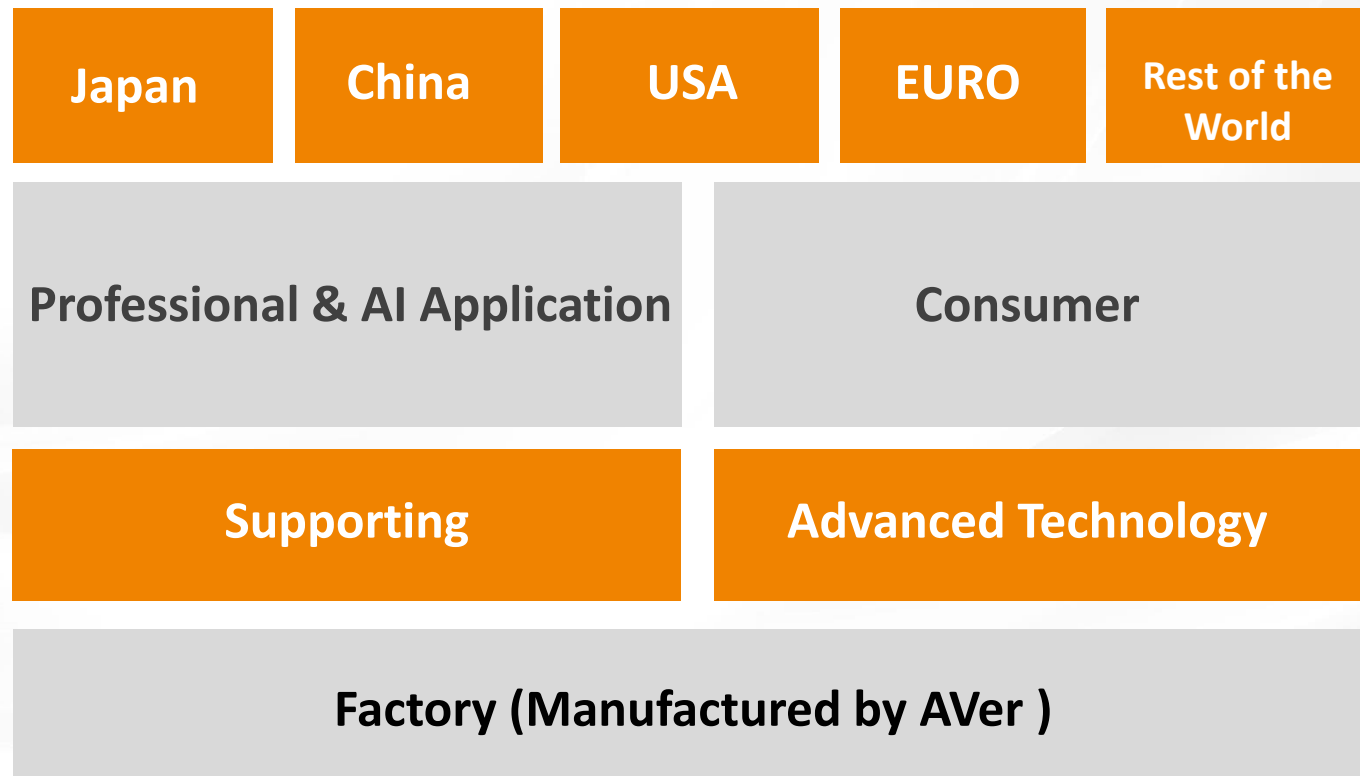 Japan
China
USA
EURO
Rest of the
World
Professional & AI Application
Consumer
Supporting
Advanced Technology
Factory (Manufactured by AVer )